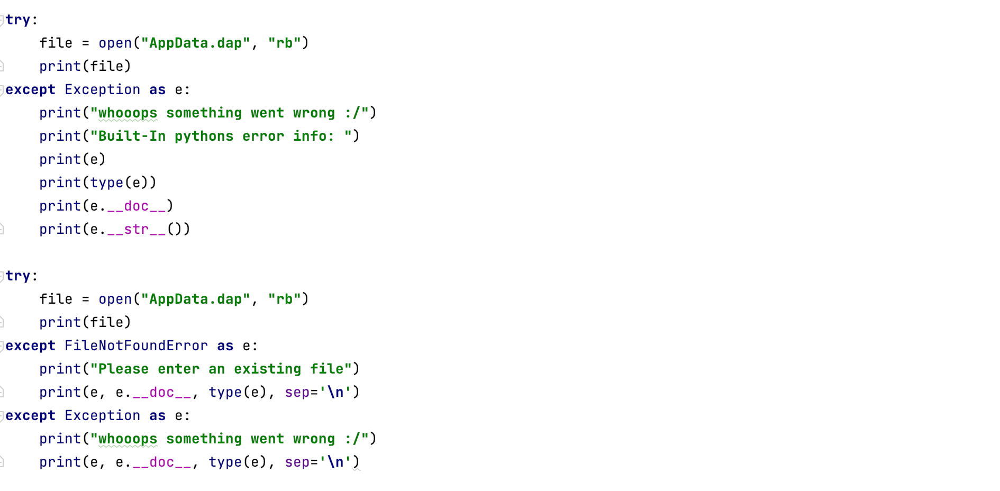 try:
    file = open("AppData.dap", "rb")
    print(file)
except Exception as e:
    print("whooops something went wrong :/")
    print("Built-In pythons error info: ")
    print(e)
    print(type(e))
    print(e.__doc__)
    print(e.__str__())

try:
    file = open("AppData.dap", "rb")
    print(file)
except FileNotFoundError as e:
    print("Please enter an existing file")
    print(e, e.__doc__, type(e), sep='\n')
except Exception as e:
    print("whooops something went wrong :/")
    print(e, e.__doc__, type(e), sep='\n')